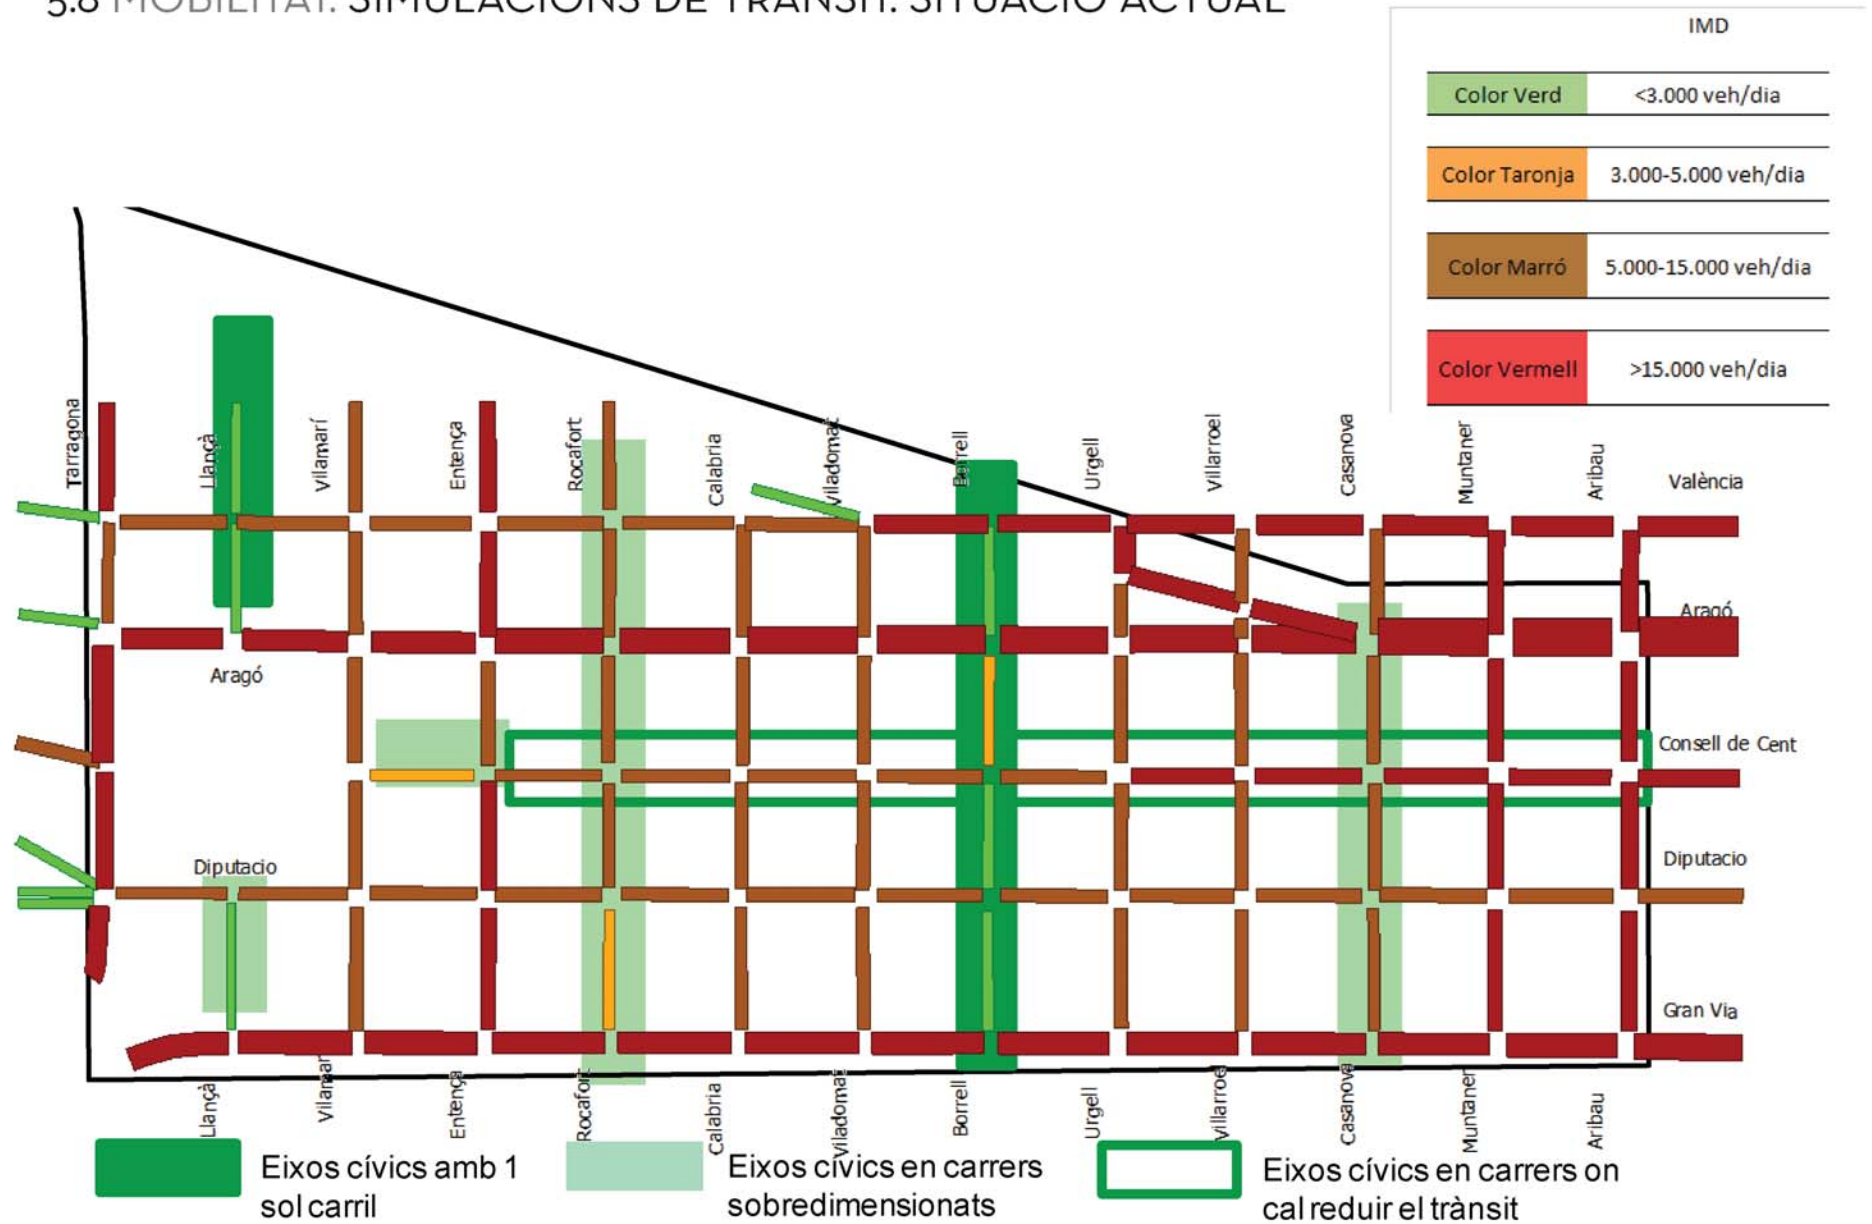 5.8 MOBILITAT. SIMULACIONS DE TRÀNSIT. SITUACIÓ ACTUAL
IMD
Color Verd <3.000 veh/dia
Color Taronja 3.000-5.000 veh/dia
Color Marró 5.000-15.000 veh/dia
Color Vermell >15.000 veh/dia
Tarragona
Llançà
Vilamarí
Entença
Rocafort
Calabria
Viladomat
Borrell
Urgell
Villarroel
Casanova
Muntaner
Aribau
València
Aragó
Aragó
Consell de Cent
Diputacio
Diputacio
Gran Via
Llançà
Vilamarí
Entença
Rocafort
Calabria
Viladomat
Borrell
Urgell
Villarroel
Casanova
Muntaner
Aribau
Eixos cívics amb 1
sol carril
Eixos cívics en carrers
sobredimensionats
Eixos cívics en carrers on
cal reduir el trànsit